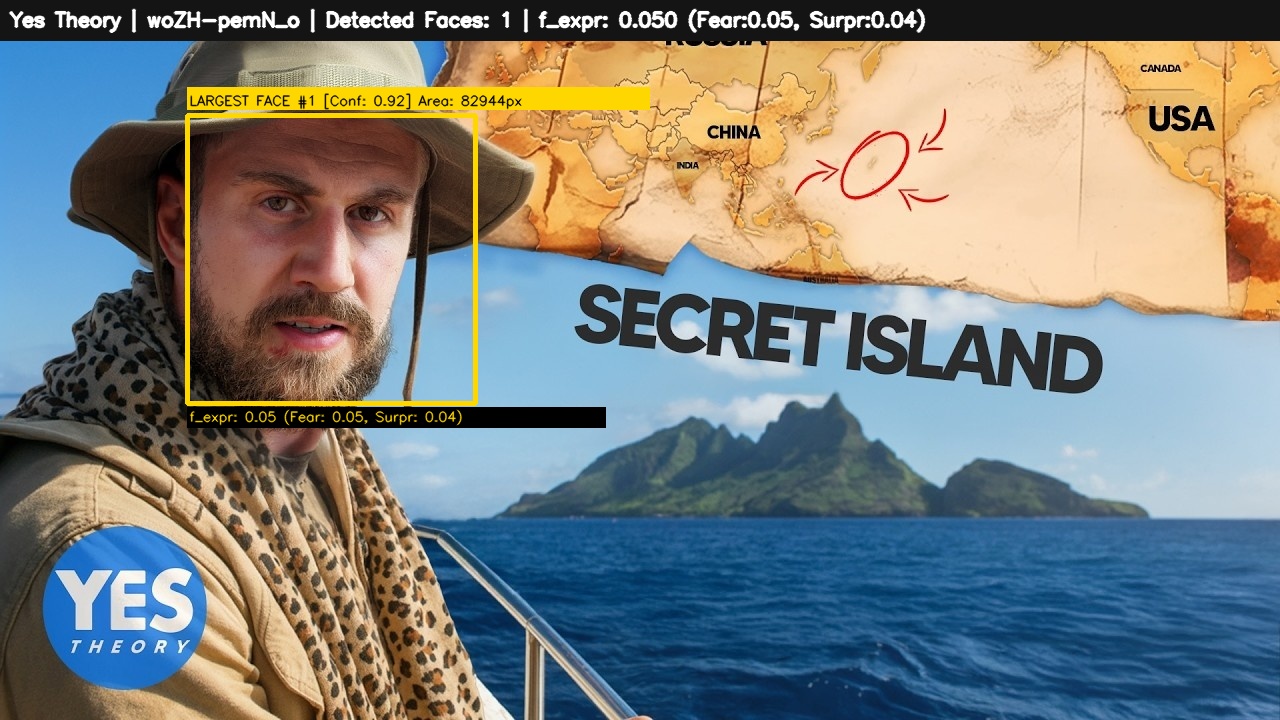 Yes Theory | woZH-pemN_o | Detected Faces: 1 | f_expr: 0.050 (Fear:0.05, Surpr:0.04)
RUSSIA
CANADA
LARGEST FACE #1 [Conf: 0.92] Area: 82944px
USA
CHINA
INDIA
AUSTRALIA
SECRET ISLAND
f_expr: 0.05 (Fear: 0.05, Surpr: 0.04)
YES
THEORY